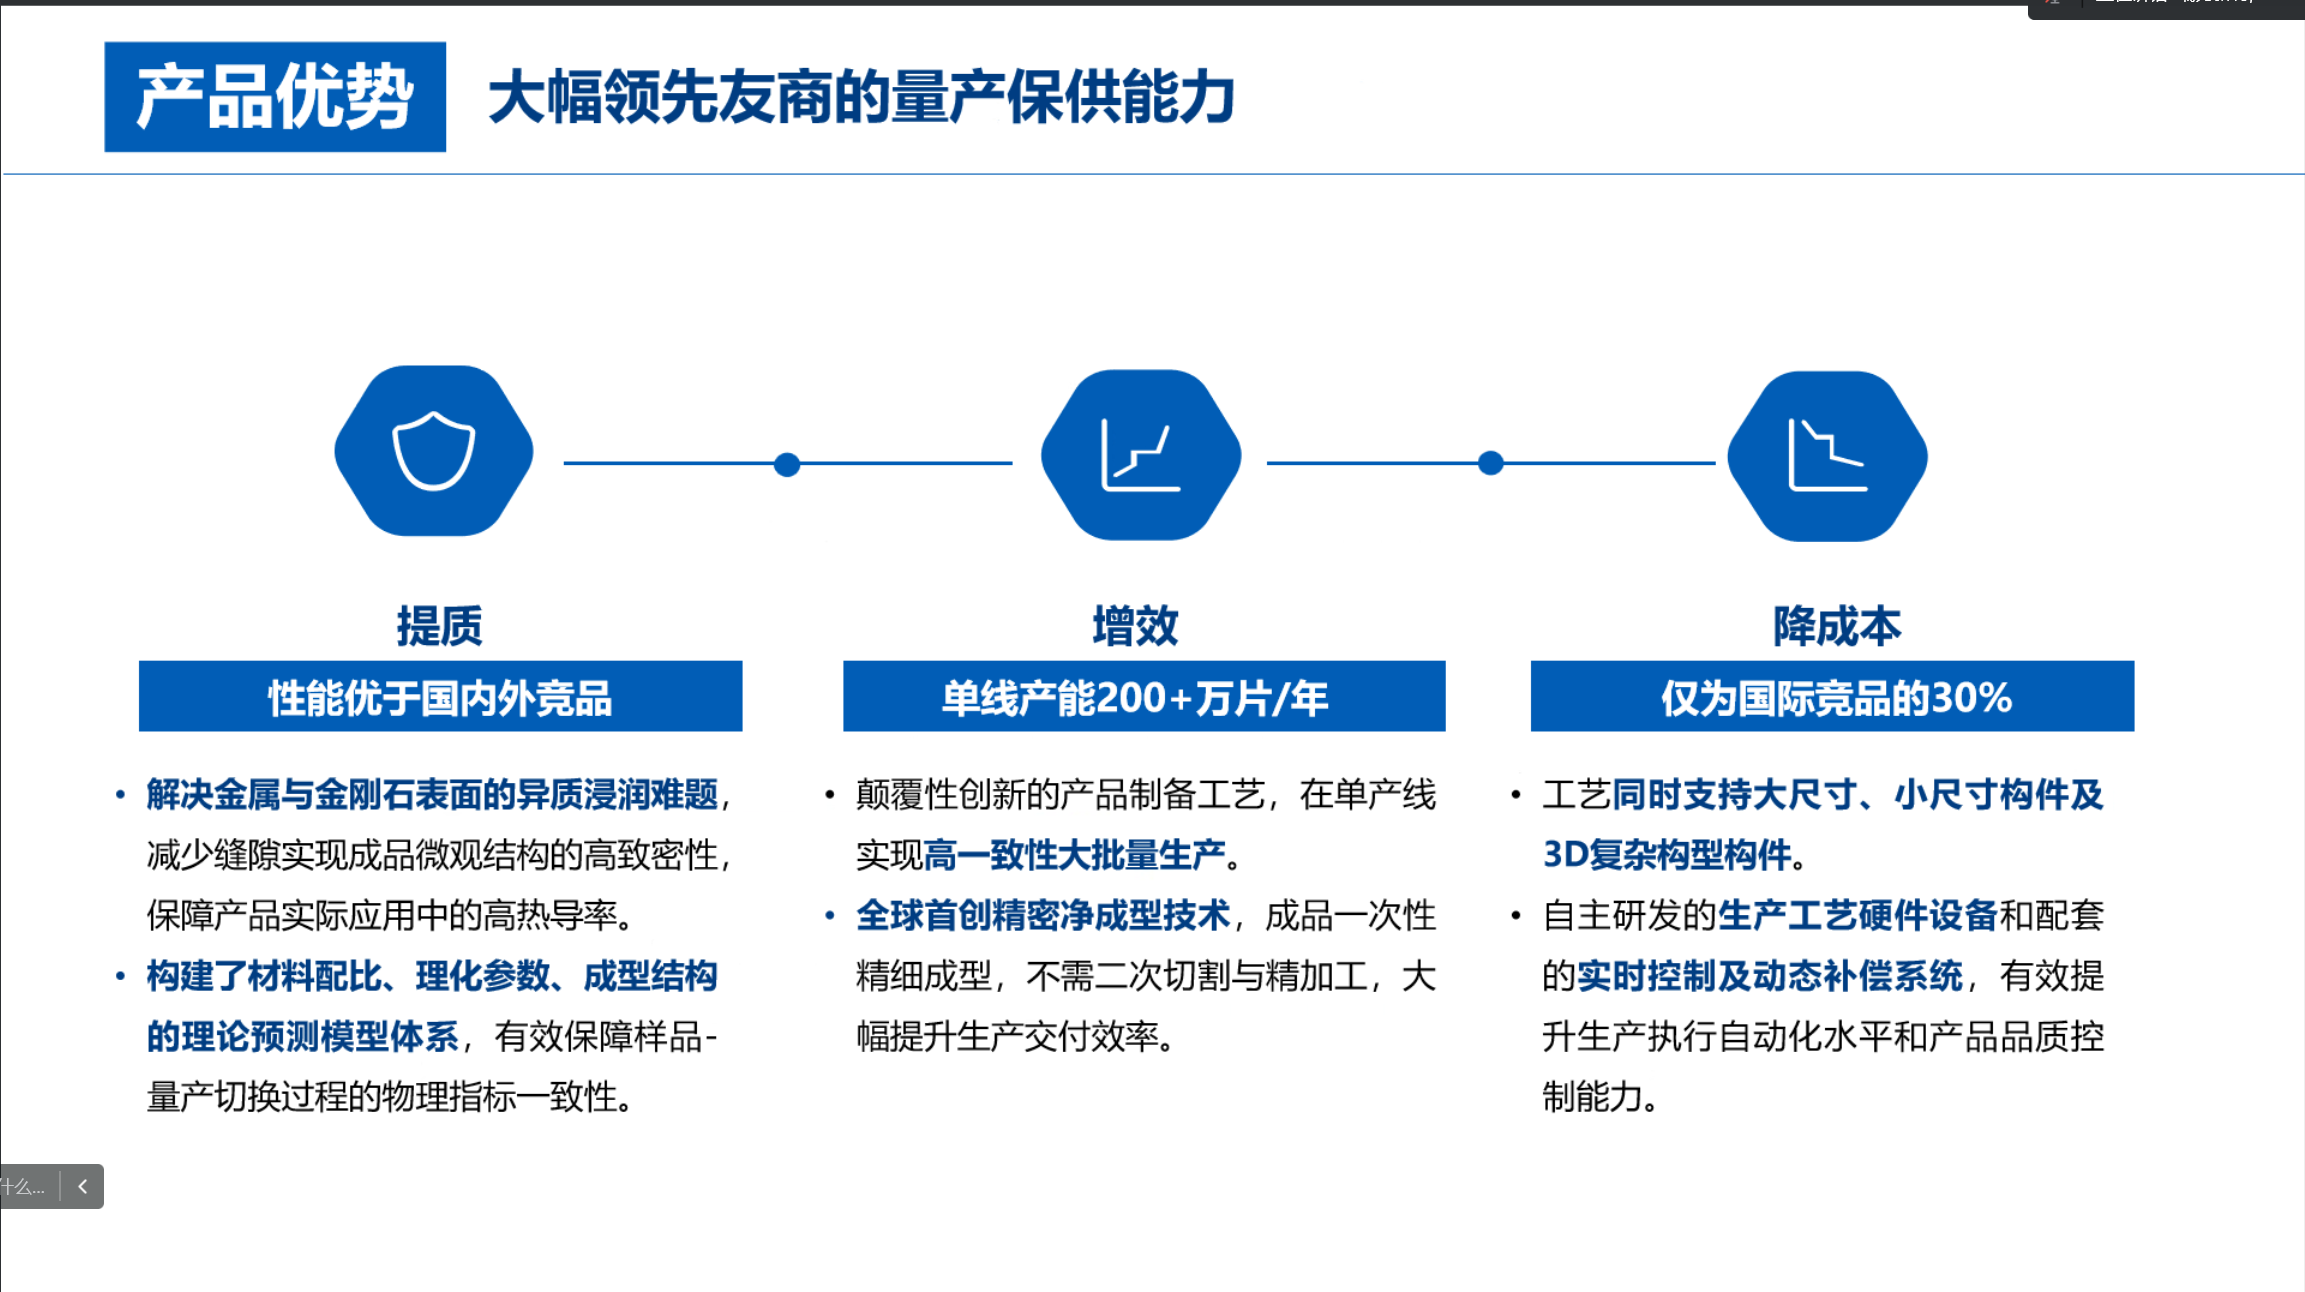 产品优势
大幅领先友商的量产保供能力
提质
性能优于国内外竞品
• 解决金属与金刚石表面的异质浸润难题，
减少缝隙实现成品微观结构的高致密性，
保障产品实际应用中的高热导率。
• 构建了材料配比、理化参数、成型结构
的理论预测模型体系，有效保障样品-
量产切换过程的物理指标一致性。
增效
单线产能200+万片/年
• 颠覆性创新的产品制备工艺，在单产线
实现高一致性大批量生产。
• 全球首创精密净成型技术，成品一次性
精细成型，不需二次切割与精加工，大
幅提升生产交付效率。
降成本
仅为国际竞品的30%
• 工艺同时支持大尺寸、小尺寸构件及
3D复杂构型构件。
• 自主研发的生产工艺硬件设备和配套
的实时控制及动态补偿系统，有效提
升生产执行自动化水平和产品品质控
制能力。
什么...